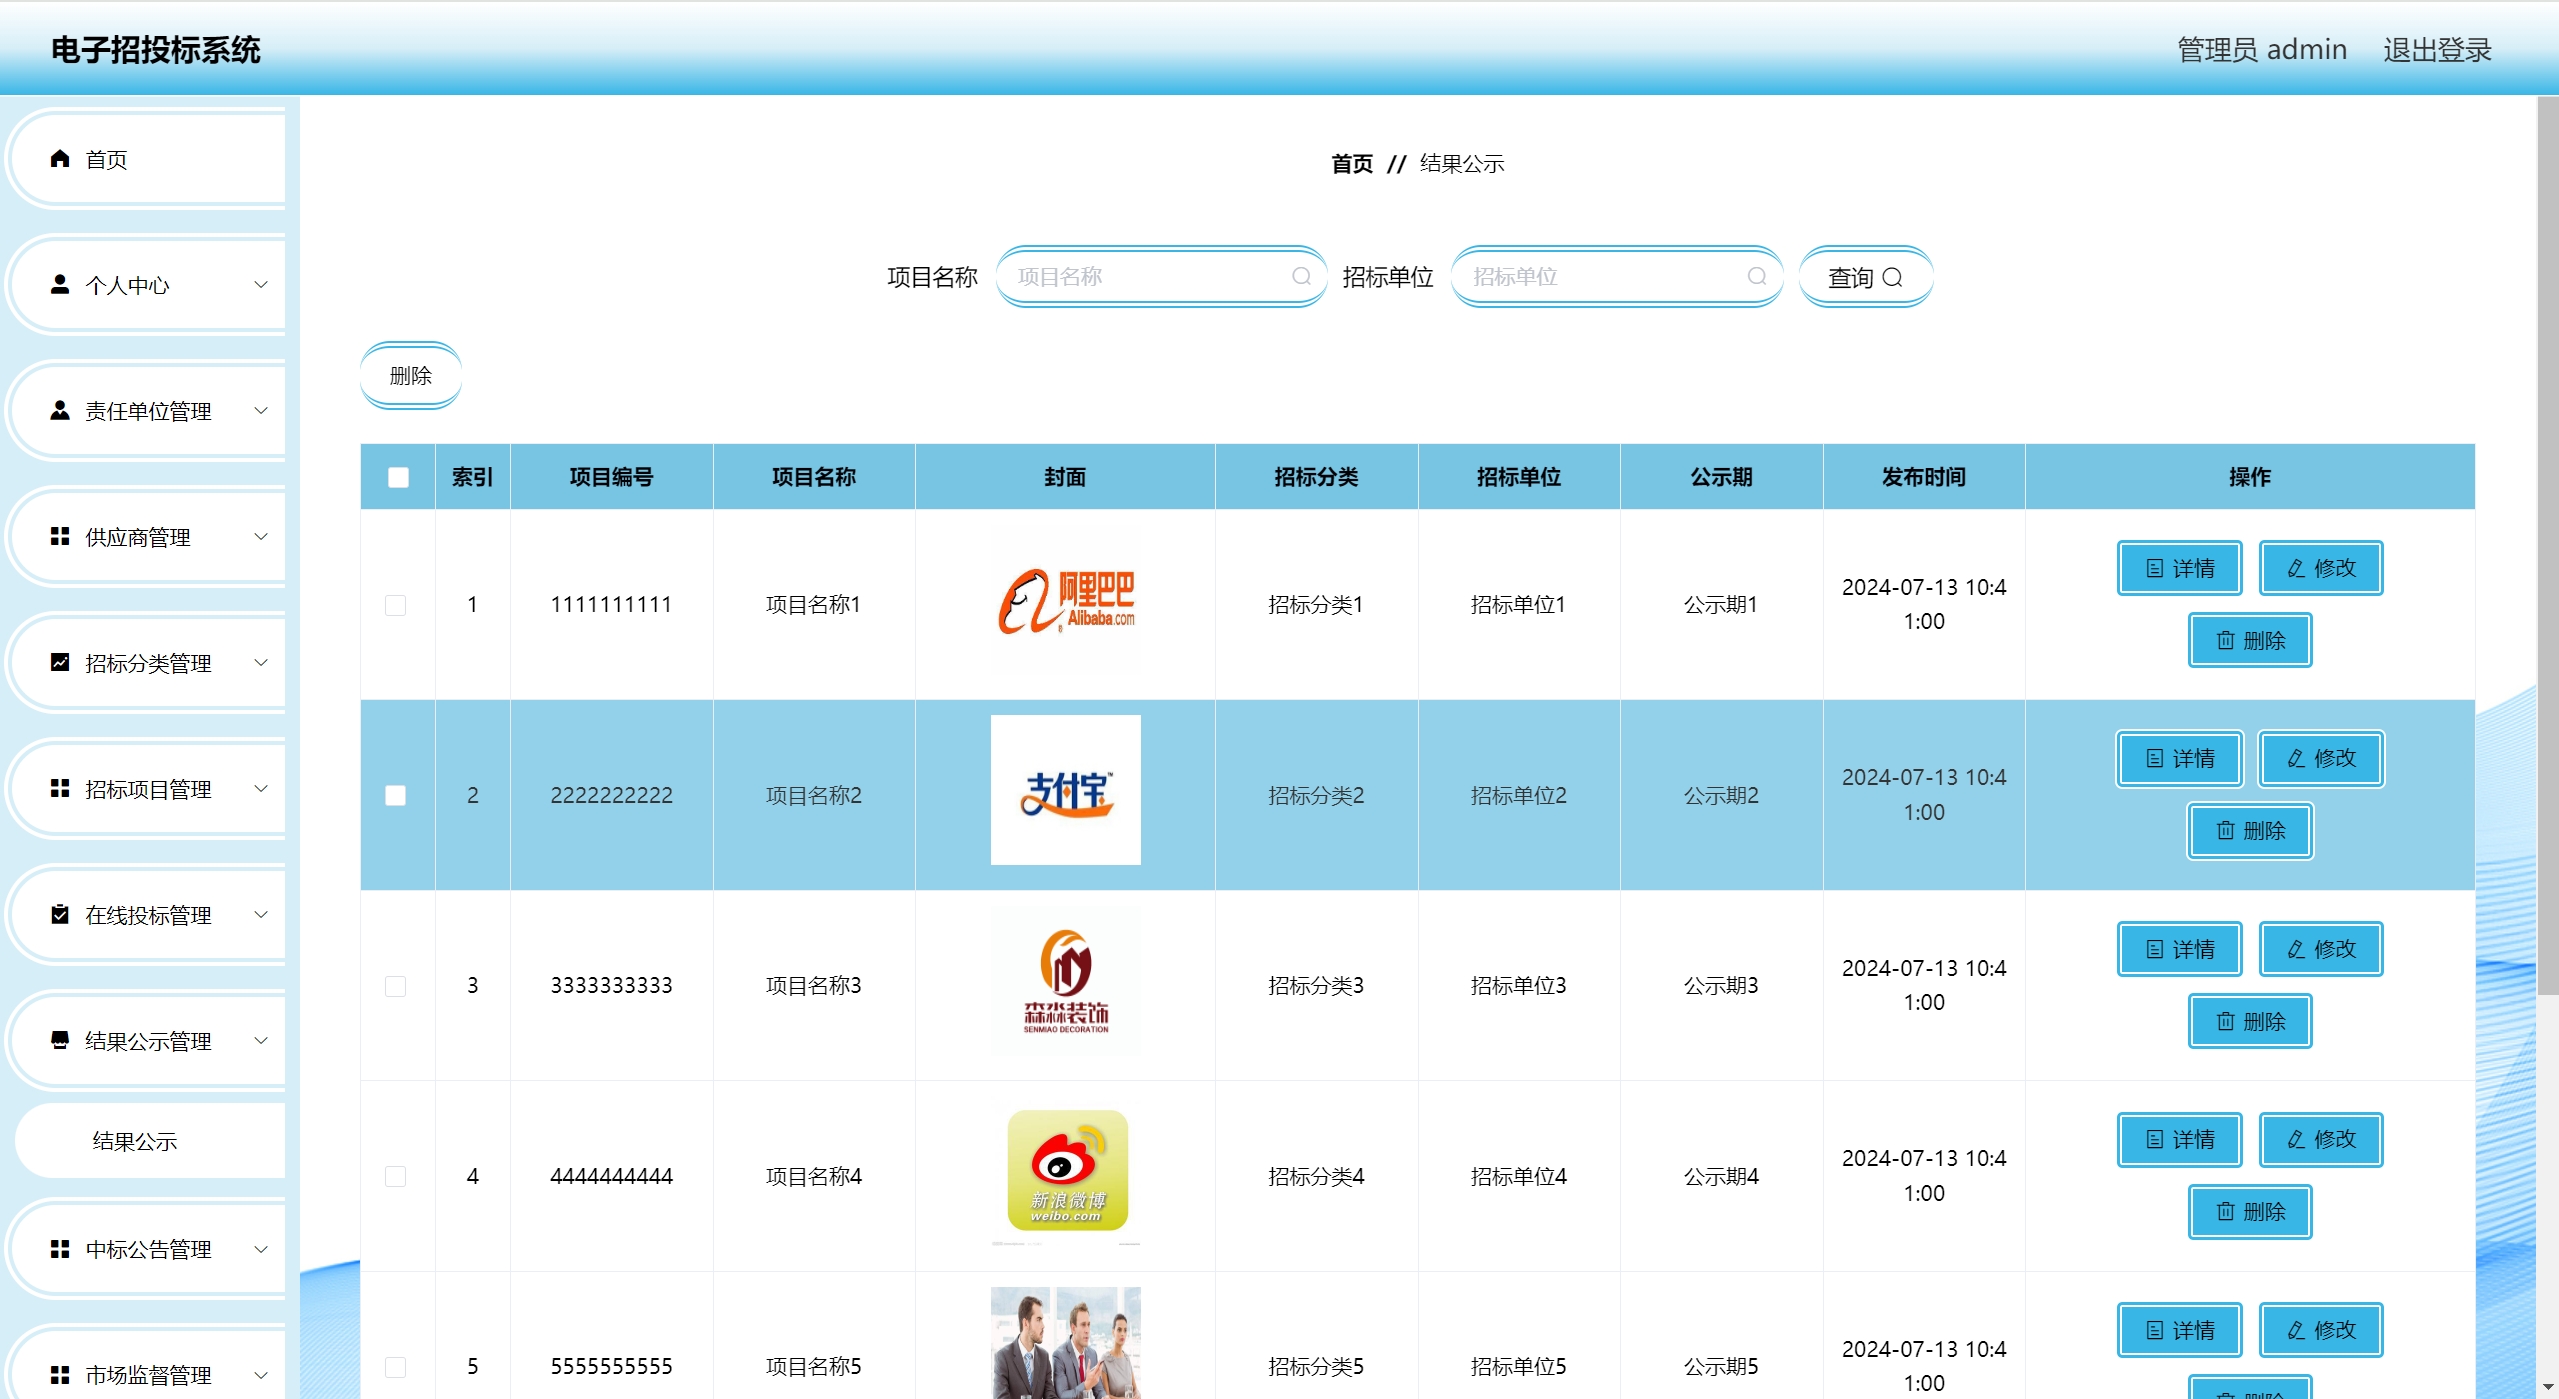 电子招投标系统
管理员 admin 退出登录
首页
个人中心
责任单位管理
供应商管理
招标分类管理
招标项目管理
在线投标管理
结果公示管理
结果公示
中标公告管理
市场监督管理
首页 // 结果公示
项目名称 项目名称 招标单位 招标单位 查询
删除
索引 项目编号 项目名称 封面 招标分类 招标单位 公示期 发布时间 操作
1 1111111111 项目名称1 阿里巴巴 Alibaba.com 招标分类1 招标单位1 公示期1 2024-07-13 10:4
1:00
详情 修改
删除
2 2222222222 项目名称2 支付宝 招标分类2 招标单位2 公示期2 2024-07-13 10:4
1:00
详情 修改
删除
3 3333333333 项目名称3 森淼装饰 SENMIAO DECORATION 招标分类3 招标单位3 公示期3 2024-07-13 10:4
1:00
详情 修改
删除
4 4444444444 项目名称4 新浪微博 weibo.com 招标分类4 招标单位4 公示期4 2024-07-13 10:4
1:00
详情 修改
删除
5 5555555555 项目名称5 招标分类5 招标单位5 公示期5 2024-07-13 10:4
1:00
详情 修改